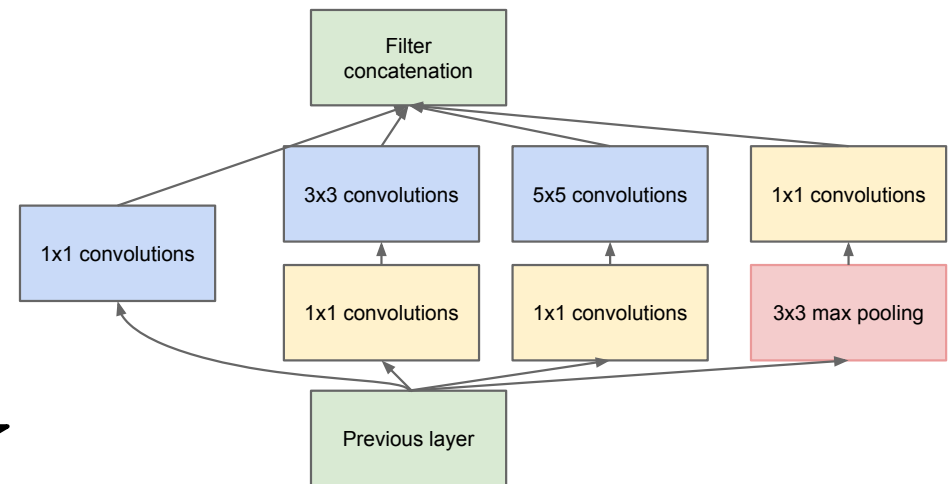 Filter
concatenation
3x3 convolutions
5x5 convolutions
1x1 convolutions
1x1 convolutions
1x1 convolutions
1x1 convolutions
3x3 max pooling
Previous layer